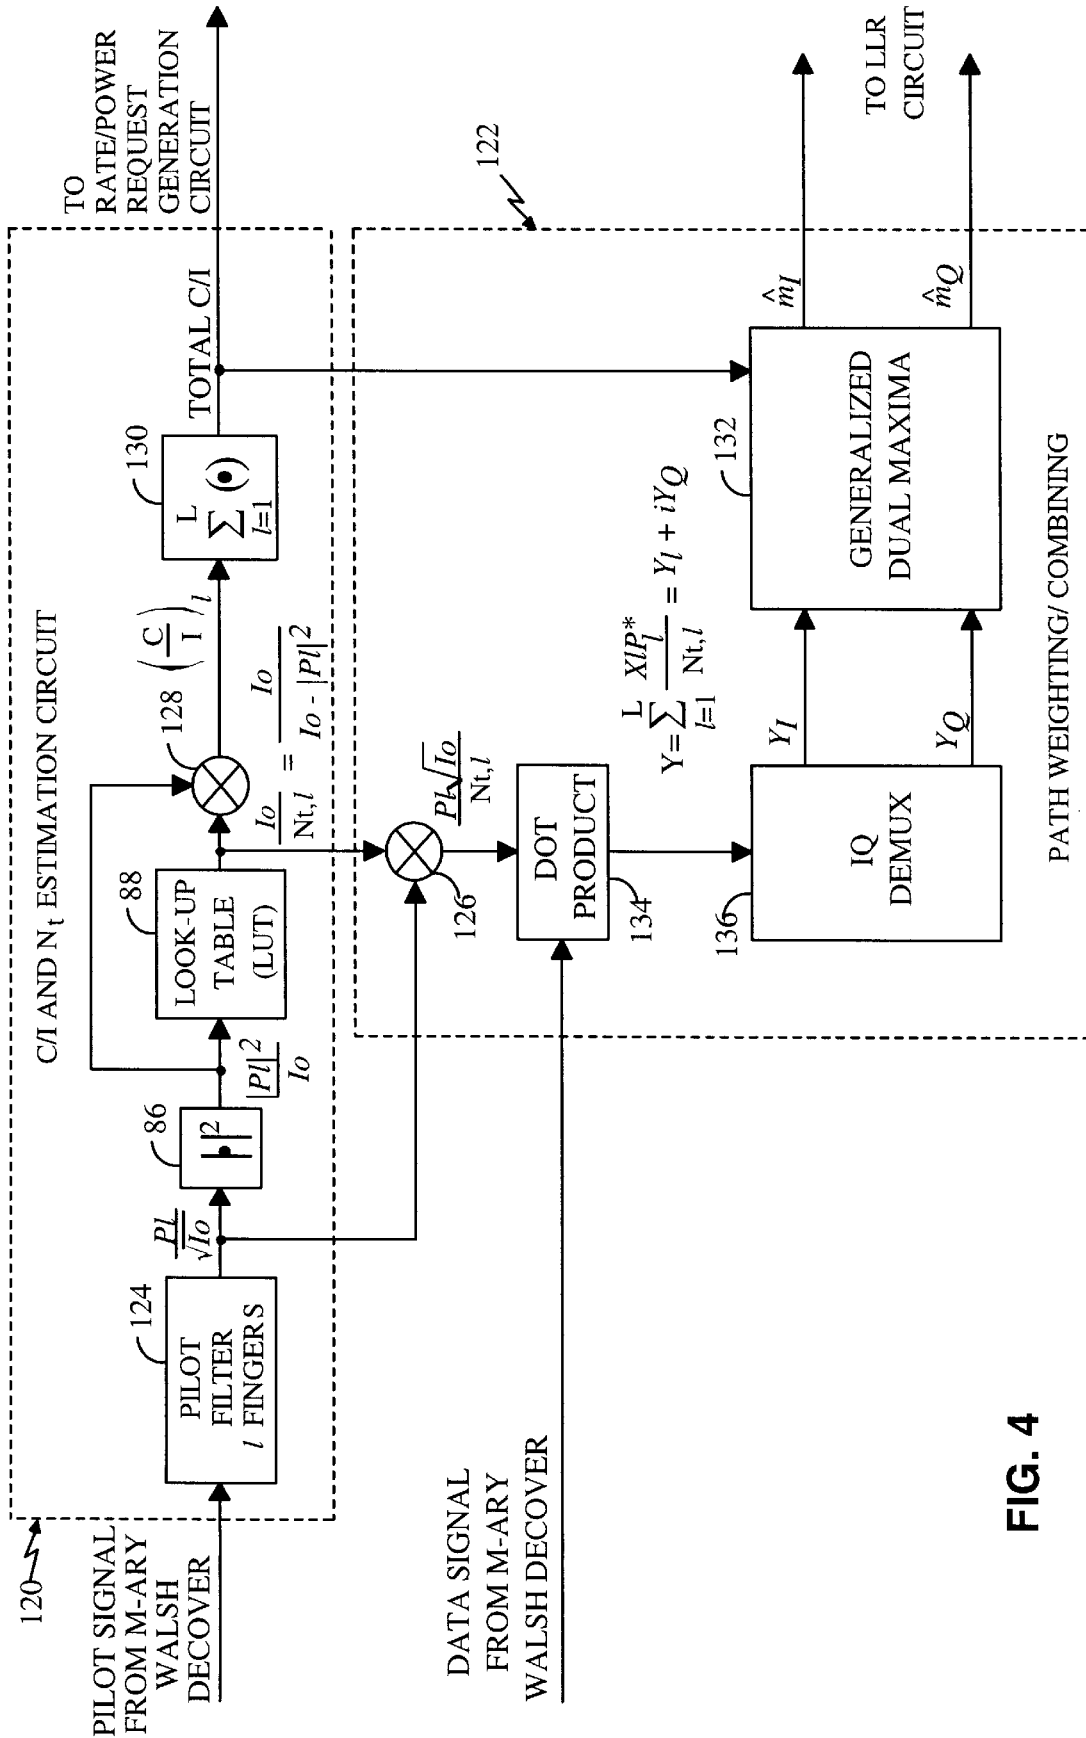 120
C/I AND Nt ESTIMATION CIRCUIT
PILOT SIGNAL
FROM M-ARY
WALSH
DECOVER
124
PILOT
FILTER
l FINGERS
Pl/√Io
86
|•|²
|Pl|²/Io
88
LOOK-UP
TABLE
(LUT)
128
Io/Nt,l = Io/(Io - |Pl|²)
(C/I)l
130
L
∑ (•)
l=1
TOTAL C/I
TO
RATE/POWER
REQUEST
GENERATION
CIRCUIT
122
126
Pl√Io/Nt,l
DATA SIGNAL
FROM M-ARY
WALSH DECOVER
DOT
PRODUCT
134
L
Y=∑ XlP*l/Nt,l = Yl + iYQ
l=1
136
IQ
DEMUX
YI
YQ
132
GENERALIZED
DUAL MAXIMA
m̂I
m̂Q
TO LLR
CIRCUIT
PATH WEIGHTING/ COMBINING
FIG. 4